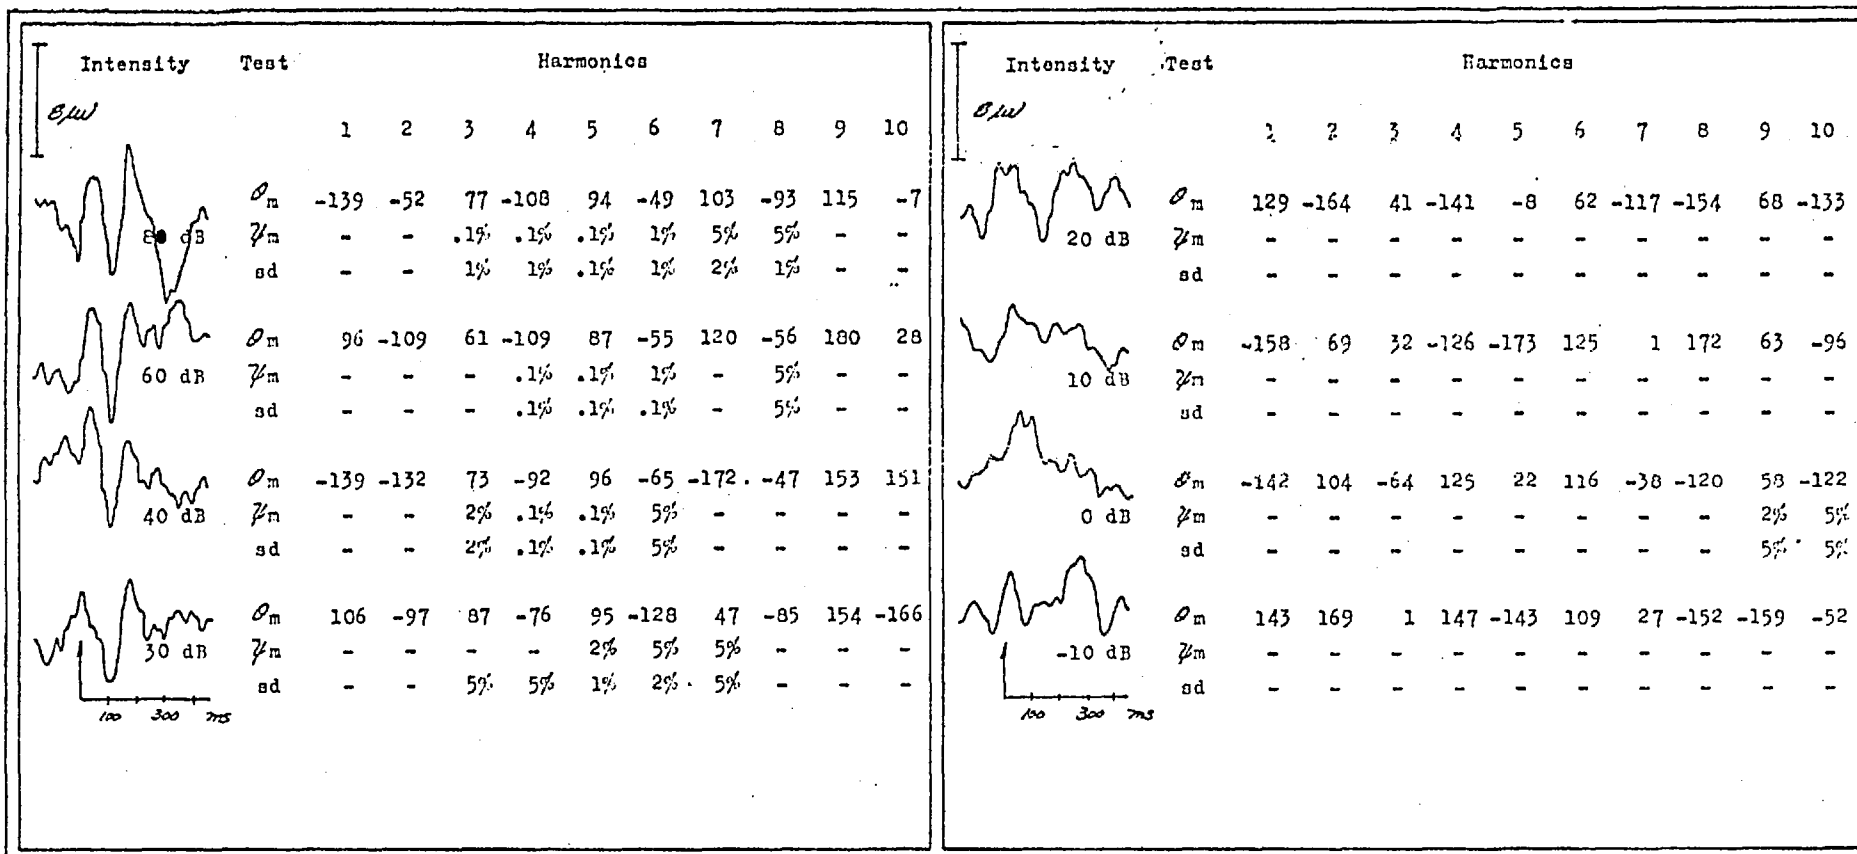 Intensity Test Harmonics
8μV
1 2 3 4 5 6 7 8 9 10
θm -139 -52 77 -108 94 -49 103 -93 115 -7
80 dB γm - - .1% .1% .1% 1% 5% 5% - -
sd - - 1% 1% .1% 1% 2% 1% - -
θm 96 -109 61 -109 87 -55 120 -56 180 28
60 dB γm - - - .1% .1% 1% - 5% - -
sd - - - .1% .1% .1% - 5% - -
θm -139 -132 73 -92 96 -65 -172 -47 153 151
40 dB γm - - 2% .1% .1% 5% - - - -
sd - - 2% .1% .1% 5% - - - -
θm 106 -97 87 -76 95 -128 47 -85 154 -166
30 dB γm - - - - 2% 5% 5% - - -
sd - - 5% 5% 1% 2% 5% - - -
100 300 ms
Intensity Test Harmonics
8μV
1 2 3 4 5 6 7 8 9 10
θm 129 -164 41 -141 -8 62 -117 -154 68 -133
20 dB γm - - - - - - - - - -
sd - - - - - - - - - -
θm -158 69 32 -126 -173 125 1 172 63 -96
10 dB γm - - - - - - - - - -
sd - - - - - - - - - -
θm -142 104 -64 125 22 116 -38 -120 58 -122
0 dB γm - - - - - - - - 2% 5%
sd - - - - - - - - 5% 5%
θm 143 169 1 147 -143 109 27 -152 -159 -52
-10 dB γm - - - - - - - - - -
sd - - - - - - - - - -
100 300 ms